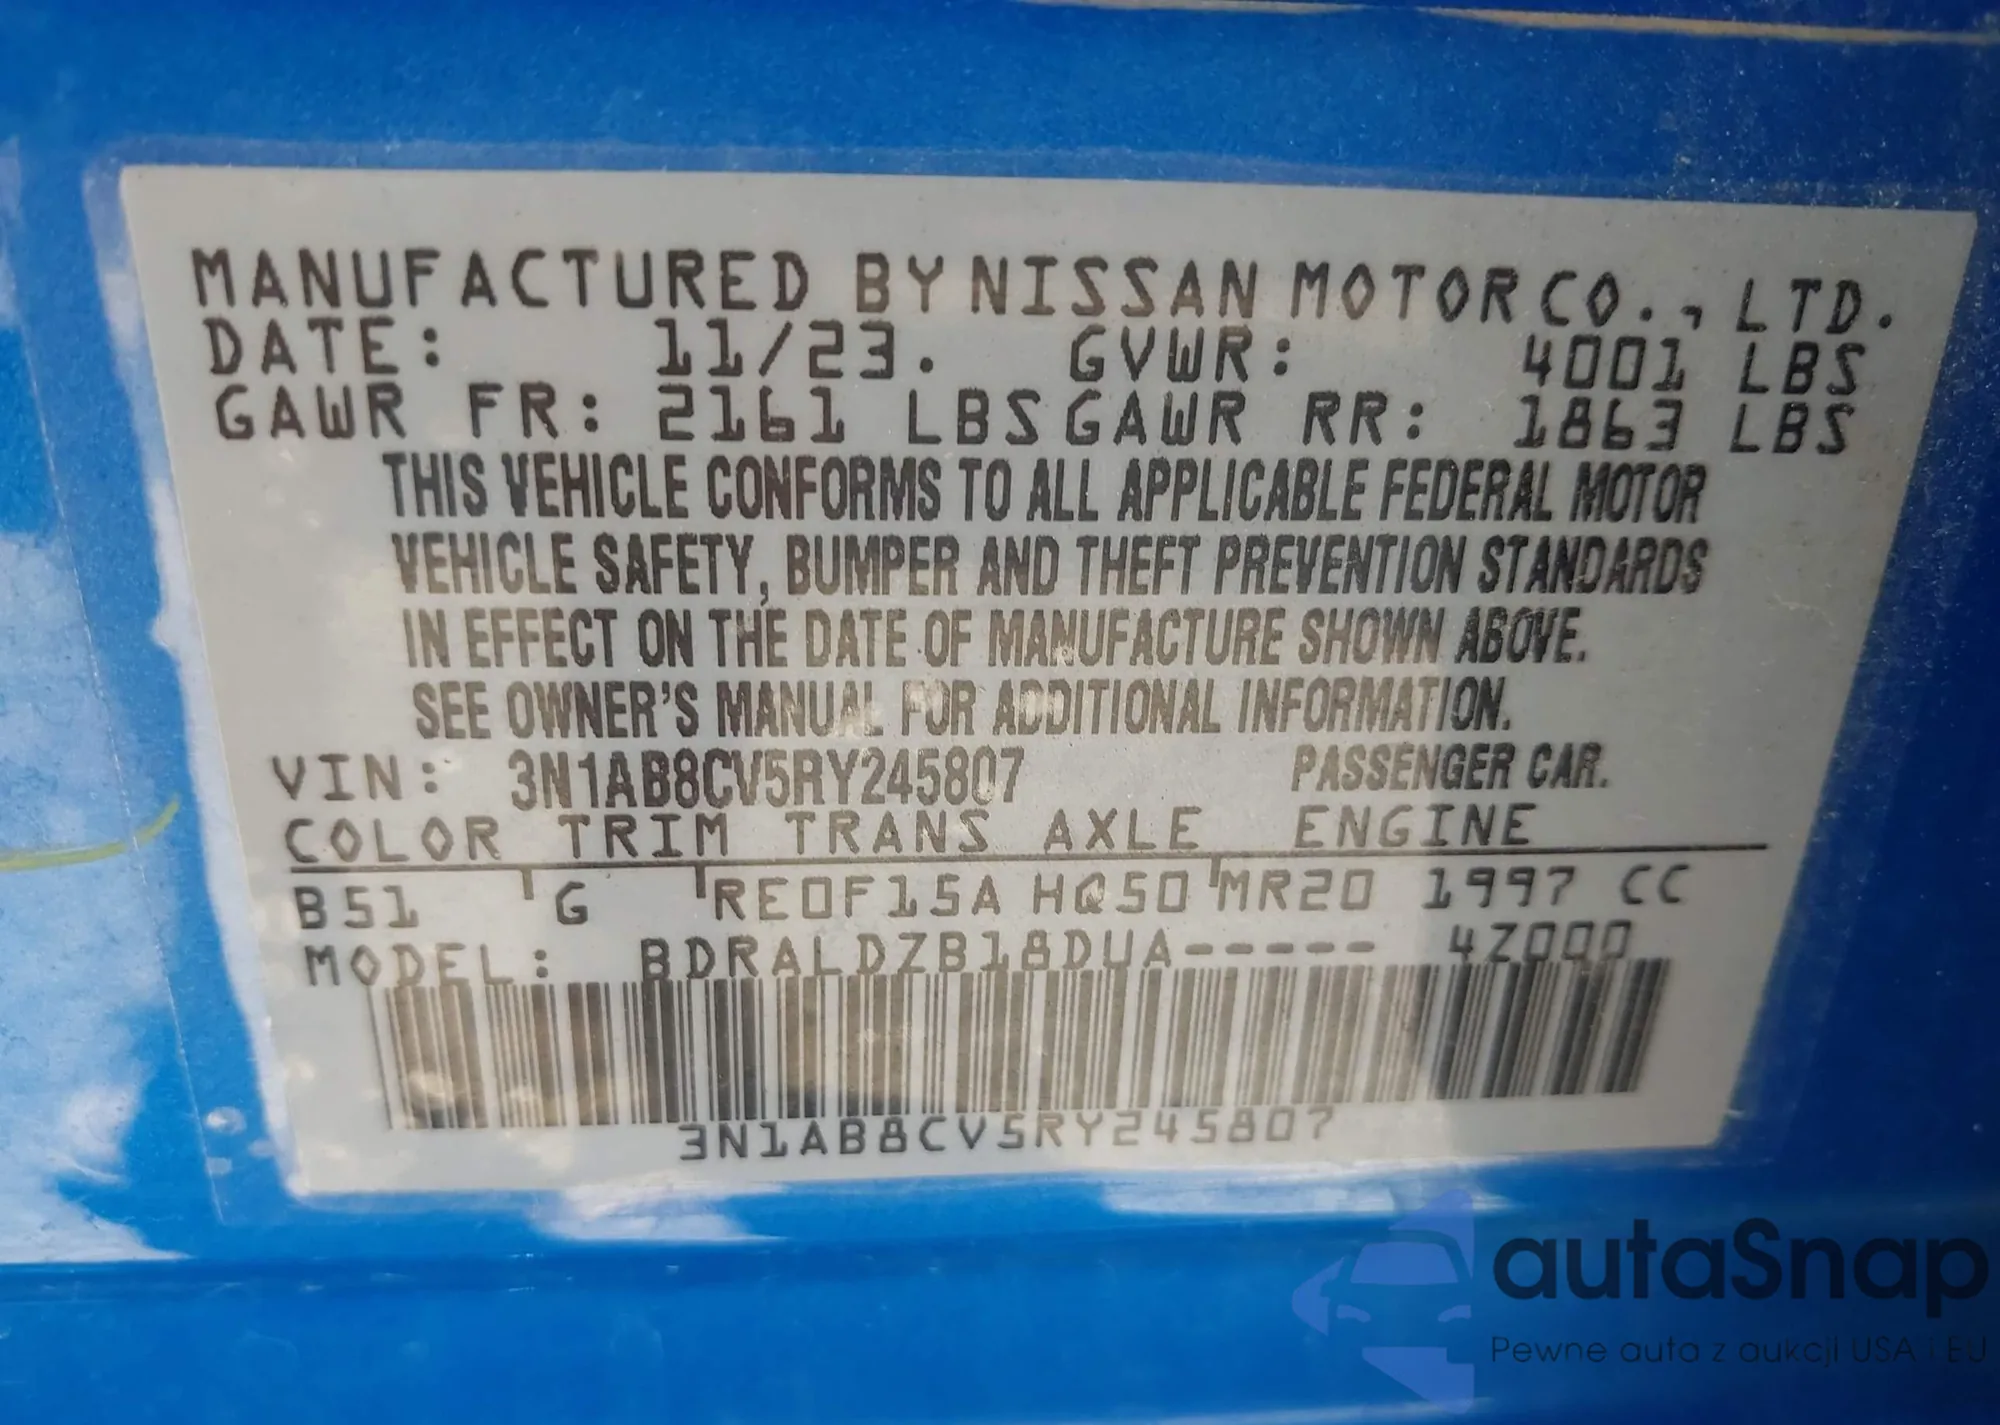 MANUFACTURED BY NISSAN MOTOR CO., LTD.
DATE: 11/23. GVWR: 4001 LBS
GAWR FR: 2161 LBS GAWR RR: 1863 LBS
THIS VEHICLE CONFORMS TO ALL APPLICABLE FEDERAL MOTOR
VEHICLE SAFETY, BUMPER AND THEFT PREVENTION STANDARDS
IN EFFECT ON THE DATE OF MANUFACTURE SHOWN ABOVE.
SEE OWNER'S MANUAL FOR ADDITIONAL INFORMATION.
VIN: 3N1AB8CV5RY245807 PASSENGER CAR.
COLOR TRIM TRANS AXLE ENGINE
B51 G RE0F15A HQ50 MR20 1997 CC
MODEL: BDRALDZB18DUA----- 4Z000
3N1AB8CV5RY245807
autaSnap
Pewne auta z aukcji USA i EU